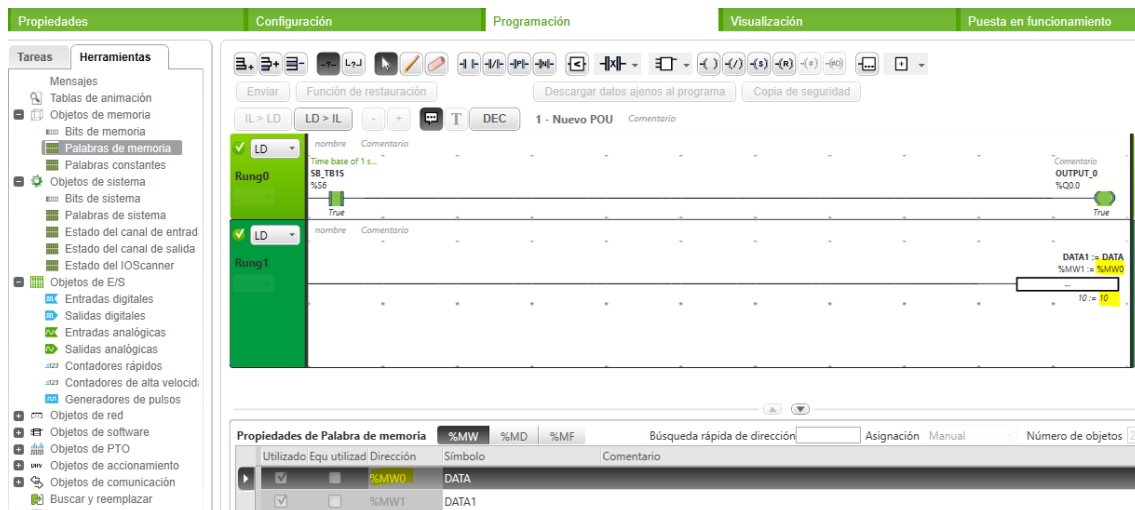 Propiedades Configuración Programación Visualización Puesta en funcionamiento
Tareas Herramientas
Mensajes
Tablas de animación
Objetos de memoria
Bits de memoria
Palabras de memoria
Palabras constantes
Objetos de sistema
Bits de sistema
Palabras de sistema
Estado del canal de entrad
Estado del canal de salida
Estado del IOScanner
Objetos de E/S
Entradas digitales
Salidas digitales
Entradas analógicas
Salidas analógicas
Contadores rápidos
Contadores de alta velocid
Generadores de pulsos
Objetos de red
Objetos de software
Objetos de PTO
Objetos de accionamiento
Objetos de comunicación
Buscar y reemplazar
Enviar Función de restauración Descargar datos ajenos al programa Copia de seguridad
IL > LD LD > IL - + T DEC 1 - Nuevo POU Comentario
LD nombre Comentario
Time base of 1 s... Comentario
Rung0 SB_TB1S OUTPUT_0
%S6 %Q0.0
True True
LD nombre Comentario
Rung1 DATA1 := DATA
%MW1 := %MW0
...
10 := 10
Propiedades de Palabra de memoria %MW %MD %MF Búsqueda rápida de dirección Asignación Manual Número de objetos 2
Utilizado Equ utilizad Dirección Símbolo Comentario
%MW0 DATA
%MW1 DATA1